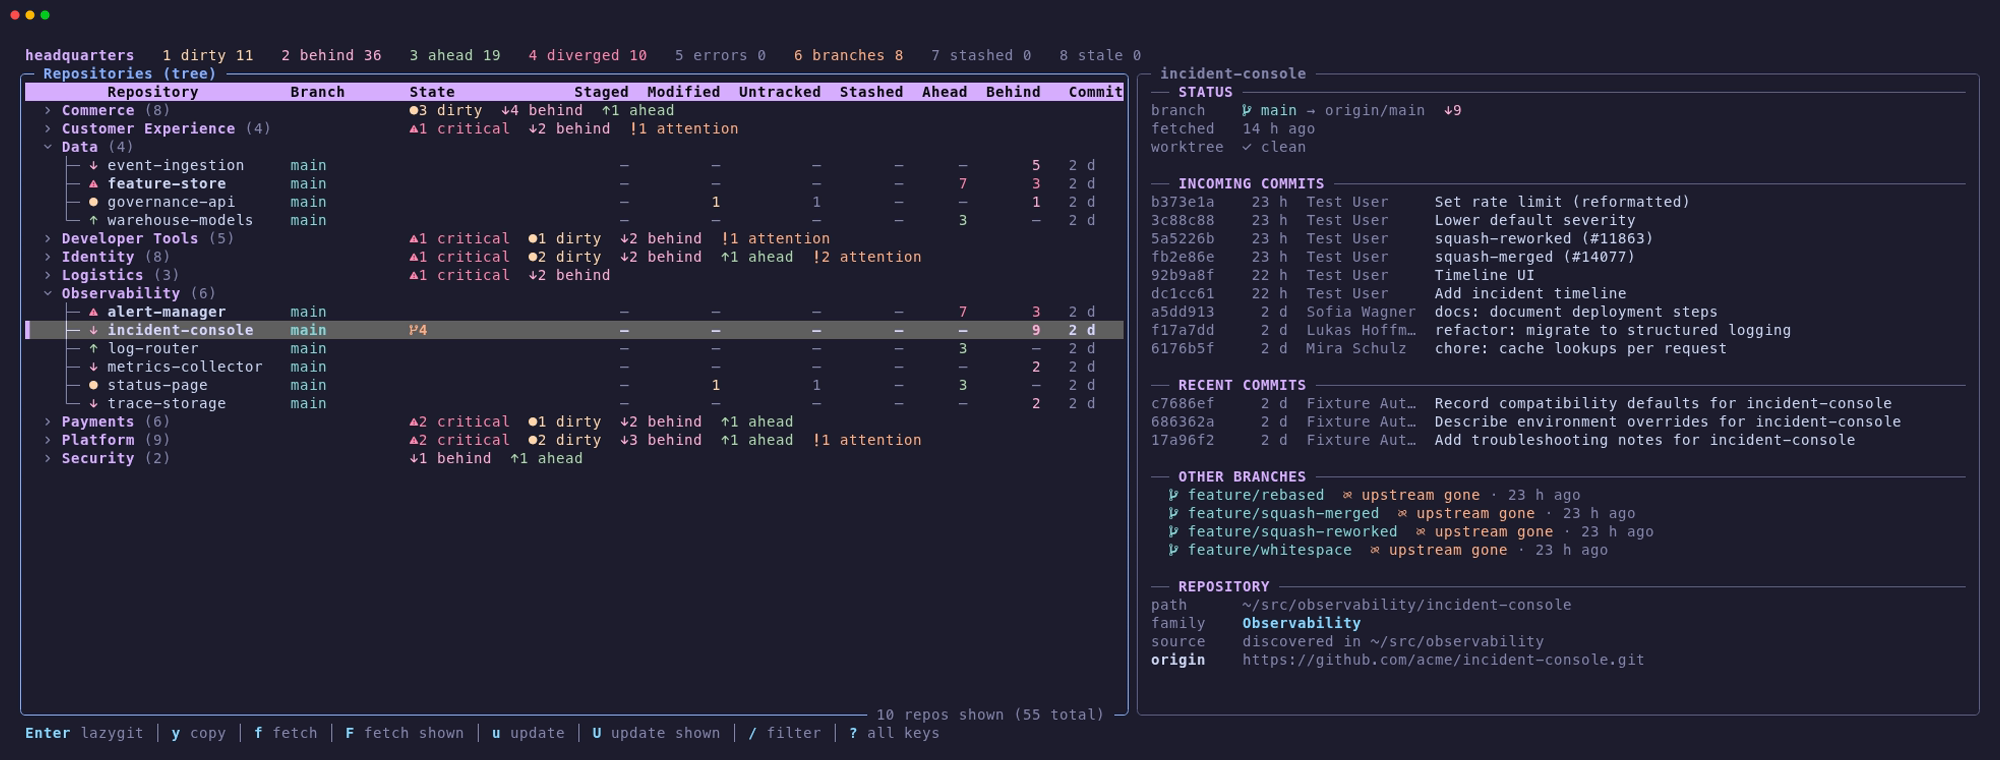 headquarters 1 dirty 11 2 behind 36 3 ahead 19 4 diverged 10 5 errors 0 6 branches 8 7 stashed 0 8 stale 0
Repositories (tree)
Repository Branch State Staged Modified Untracked Stashed Ahead Behind Commit
› Commerce (8) ●3 dirty ↓4 behind ↑1 ahead
› Customer Experience (4) ▲1 critical ↓2 behind !1 attention
⌄ Data (4)
├─ ↓ event-ingestion main – – – – – 5 2 d
├─ ▲ feature-store main – – – – 7 3 2 d
├─ ● governance-api main – 1 1 – – 1 2 d
└─ ↑ warehouse-models main – – – – 3 – 2 d
› Developer Tools (5) ▲1 critical ●1 dirty ↓2 behind !1 attention
› Identity (8) ▲1 critical ●2 dirty ↓2 behind ↑1 ahead !2 attention
› Logistics (3) ▲1 critical ↓2 behind
⌄ Observability (6)
├─ ▲ alert-manager main – – – – 7 3 2 d
├─ ↓ incident-console main 4 – – – – – 9 2 d
├─ ↑ log-router main – – – – 3 – 2 d
├─ ↓ metrics-collector main – – – – – 2 2 d
├─ ● status-page main – 1 1 – 3 – 2 d
└─ ↓ trace-storage main – – – – – 2 2 d
› Payments (6) ▲2 critical ●1 dirty ↓2 behind ↑1 ahead
› Platform (9) ▲2 critical ●2 dirty ↓3 behind ↑1 ahead !1 attention
› Security (2) ↓1 behind ↑1 ahead
10 repos shown (55 total)
incident-console
STATUS
branch main → origin/main ↓9
fetched 14 h ago
worktree ✓ clean
INCOMING COMMITS
b373e1a 23 h Test User Set rate limit (reformatted)
3c88c88 23 h Test User Lower default severity
5a5226b 23 h Test User squash-reworked (#11863)
fb2e86e 23 h Test User squash-merged (#14077)
92b9a8f 22 h Test User Timeline UI
dc1cc61 22 h Test User Add incident timeline
a5dd913 2 d Sofia Wagner docs: document deployment steps
f17a7dd 2 d Lukas Hoffm… refactor: migrate to structured logging
6176b5f 2 d Mira Schulz chore: cache lookups per request
RECENT COMMITS
c7686ef 2 d Fixture Aut… Record compatibility defaults for incident-console
686362a 2 d Fixture Aut… Describe environment overrides for incident-console
17a96f2 2 d Fixture Aut… Add troubleshooting notes for incident-console
OTHER BRANCHES
feature/rebased upstream gone · 23 h ago
feature/squash-merged upstream gone · 23 h ago
feature/squash-reworked upstream gone · 23 h ago
feature/whitespace upstream gone · 23 h ago
REPOSITORY
path ~/src/observability/incident-console
family Observability
source discovered in ~/src/observability
origin https://github.com/acme/incident-console.git
Enter lazygit │ y copy │ f fetch │ F fetch shown │ u update │ U update shown │ / filter │ ? all keys